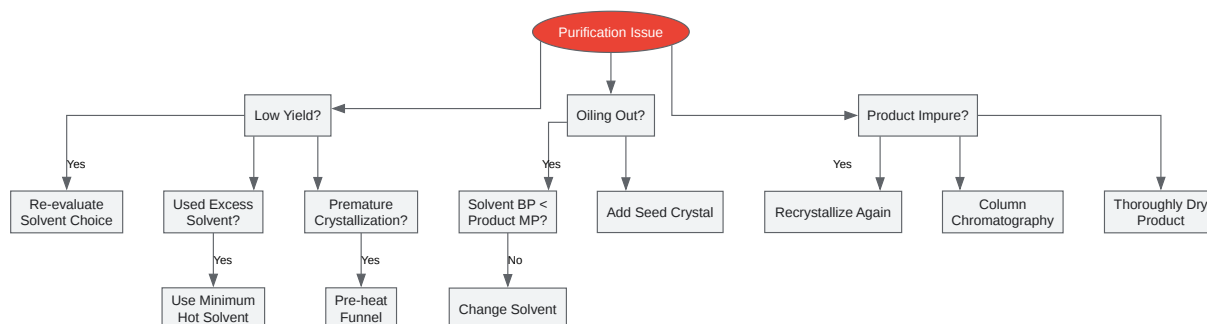 Purification Issue
Low Yield?
Oiling Out?
Product Impure?
Yes
Yes
Yes
Re-evaluate
Solvent Choice
Used Excess
Solvent?
Premature
Crystallization?
Solvent BP <
Product MP?
Add Seed Crystal
Recrystallize Again
Column
Chromatography
Thoroughly Dry
Product
Yes
Yes
No
Use Minimum
Hot Solvent
Pre-heat
Funnel
Change Solvent